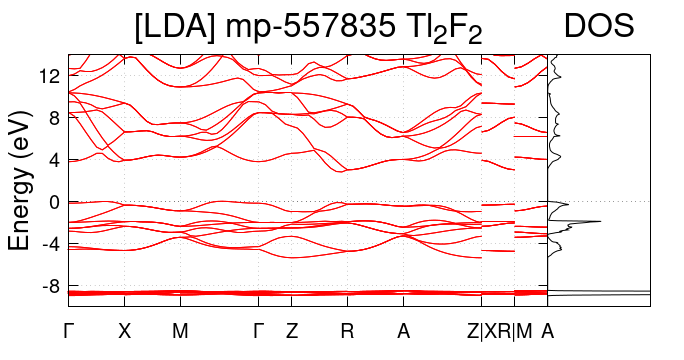 [LDA] mp-557835 Tl2F2 DOS
Energy (eV)
12
8
4
0
-4
-8
Γ X M Γ Z R A Z|XR|M A